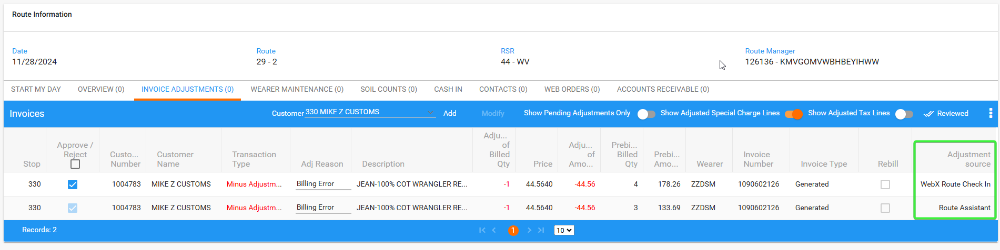 Route Information
Date Route RSR Route Manager
11/28/2024 29 - 2 44 - WV 126136 - KMVGOMVWBHBEYIHWW
START MY DAY OVERVIEW (0) INVOICE ADJUSTMENTS (0) WEARER MAINTENANCE (0) SOIL COUNTS (0) CASH IN CONTACTS (0) WEB ORDERS (0) ACCOUNTS RECEIVABLE (0)
Invoices Customer 330 MIKE Z CUSTOMS Add Modify Show Pending Adjustments Only Show Adjusted Special Charge Lines Show Adjusted Tax Lines Reviewed
Stop
Approve /
Reject
Custo...
Number
Customer
Name
Transaction
Type
Adj Reason
Description
Adju...
of
Billed
Qty
Price
Adju...
of
Amo...
Prebi...
Billed
Qty
Prebi...
Amo...
Wearer
Invoice
Number
Invoice Type
Rebill
Adjustment
source
330 1004783 MIKE Z CUSTOMS Minus Adjustm... Billing Error JEAN-100% COT WRANGLER RE... -1 44.5640 -44.56 4 178.26 ZZDSM 1090602126 Generated WebX Route Check In
330 1004783 MIKE Z CUSTOMS Minus Adjustm... Billing Error JEAN-100% COT WRANGLER RE... -1 44.5640 -44.56 3 133.69 ZZDSM 1090602126 Generated Route Assistant
Records: 2 1 10